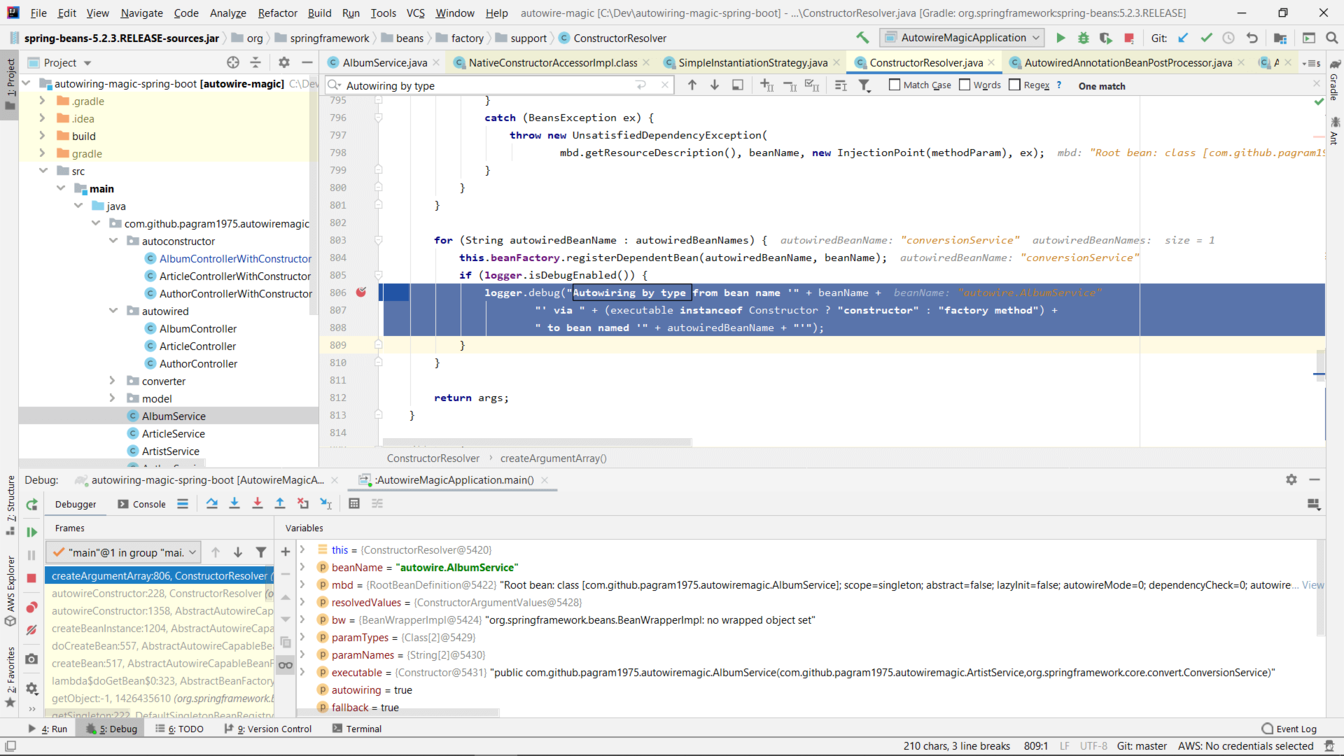 File Edit View Navigate Code Analyze Refactor Build Run Tools VCS Window Help autowire-magic [C:\Dev\autowiring-magic-spring-boot] - ...\ConstructorResolver.java [Gradle: org.springframework:spring-beans:5.2.3.RELEASE]
spring-beans-5.2.3.RELEASE-sources.jar org springframework beans factory support ConstructorResolver AutowireMagicApplication Git:
Project AlbumService.java NativeConstructorAccessorImpl.class SimpleInstantiationStrategy.java ConstructorResolver.java AutowiredAnnotationBeanPostProcessor.java
1: Project
Gradle
Ant
autowiring-magic-spring-boot [autowire-magic] C:\Dev
.gradle
.idea
build
gradle
src
main
java
com.github.pagram1975.autowiremagic
autoconstructor
AlbumControllerWithConstructor
ArticleControllerWithConstructor
AuthorControllerWithConstructor
autowired
AlbumController
ArticleController
AuthorController
converter
model
AlbumService
ArticleService
ArtistService
Autowiring by type Match Case Words Regex ? One match
795 }
796 catch (BeansException ex) {
797 throw new UnsatisfiedDependencyException(
798 mbd.getResourceDescription(), beanName, new InjectionPoint(methodParam), ex); mbd: "Root bean: class [com.github.pagram19
799 }
800 }
801 }
802
803 for (String autowiredBeanName : autowiredBeanNames) { autowiredBeanName: "conversionService" autowiredBeanNames: size = 1
804 this.beanFactory.registerDependentBean(autowiredBeanName, beanName); autowiredBeanName: "conversionService"
805 if (logger.isDebugEnabled()) {
806 logger.debug("Autowiring by type from bean name '" + beanName + beanName: "autowire.AlbumService"
807 "' via " + (executable instanceof Constructor ? "constructor" : "factory method") +
808 " to bean named '" + autowiredBeanName + "'");
809 }
810 }
811
812 return args;
813 }
814
ConstructorResolver › createArgumentArray()
Debug: autowiring-magic-spring-boot [AutowireMagicA... :AutowireMagicApplication.main()
Debugger Console
Z: Structure
AWS Explorer
2: Favorites
Frames
"main"@1 in group "mai.
createArgumentArray:806, ConstructorResolver
autowireConstructor:228, ConstructorResolver
autowireConstructor:1358, AbstractAutowireCap
createBeanInstance:1204, AbstractAutowireCap
doCreateBean:557, AbstractAutowireCapableBean
createBean:517, AbstractAutowireCapableBeanF
lambda$doGetBean$0:323, AbstractBeanFactory
getObject:-1, 1426435610 (org.springframework.b
getSingleton:222, DefaultSingletonBeanRegistry
Variables
this = {ConstructorResolver@5420}
beanName = "autowire.AlbumService"
mbd = {RootBeanDefinition@5422} "Root bean: class [com.github.pagram1975.autowiremagic.AlbumService]; scope=singleton; abstract=false; lazyInit=false; autowireMode=0; dependencyCheck=0; autowire... View
resolvedValues = {ConstructorArgumentValues@5428}
bw = {BeanWrapperImpl@5424} "org.springframework.beans.BeanWrapperImpl: no wrapped object set"
paramTypes = {Class[2]@5429}
paramNames = {String[2]@5430}
executable = {Constructor@5431} "public com.github.pagram1975.autowiremagic.AlbumService(com.github.pagram1975.autowiremagic.ArtistService,org.springframework.core.convert.ConversionService)"
autowiring = true
fallback = true
4: Run 5: Debug 6: TODO 9: Version Control Terminal Event Log
210 chars, 3 line breaks 809:1 LF UTF-8 Git: master AWS: No credentials selected